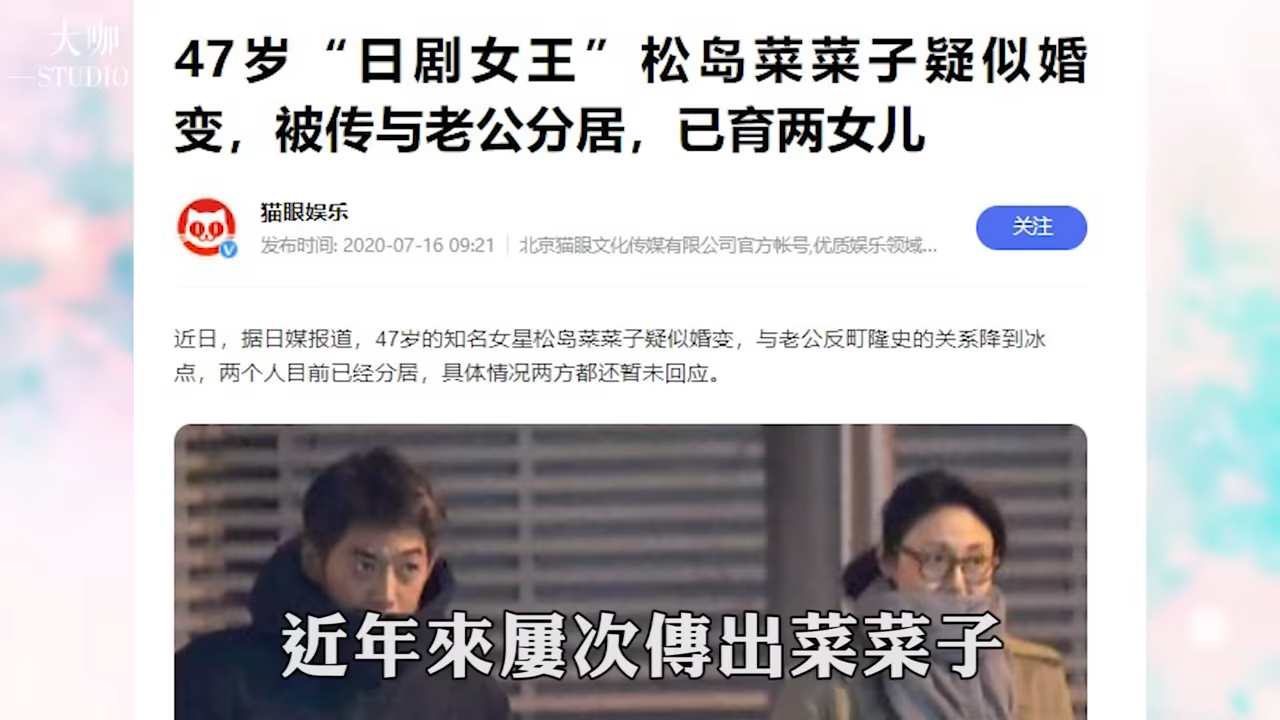 大咖
—STUDIO
47岁“日剧女王”松岛菜菜子疑似婚
变，被传与老公分居，已育两女儿
猫眼娱乐
发布时间: 2020-07-16 09:21
北京猫眼文化传媒有限公司官方帐号,优质娱乐领域...
关注
近日，据日媒报道，47岁的知名女星松岛菜菜子疑似婚变，与老公反町隆史的关系降到冰
点，两个人目前已经分居，具体情况两方都还暂未回应。
近年來屢次傳出菜菜子